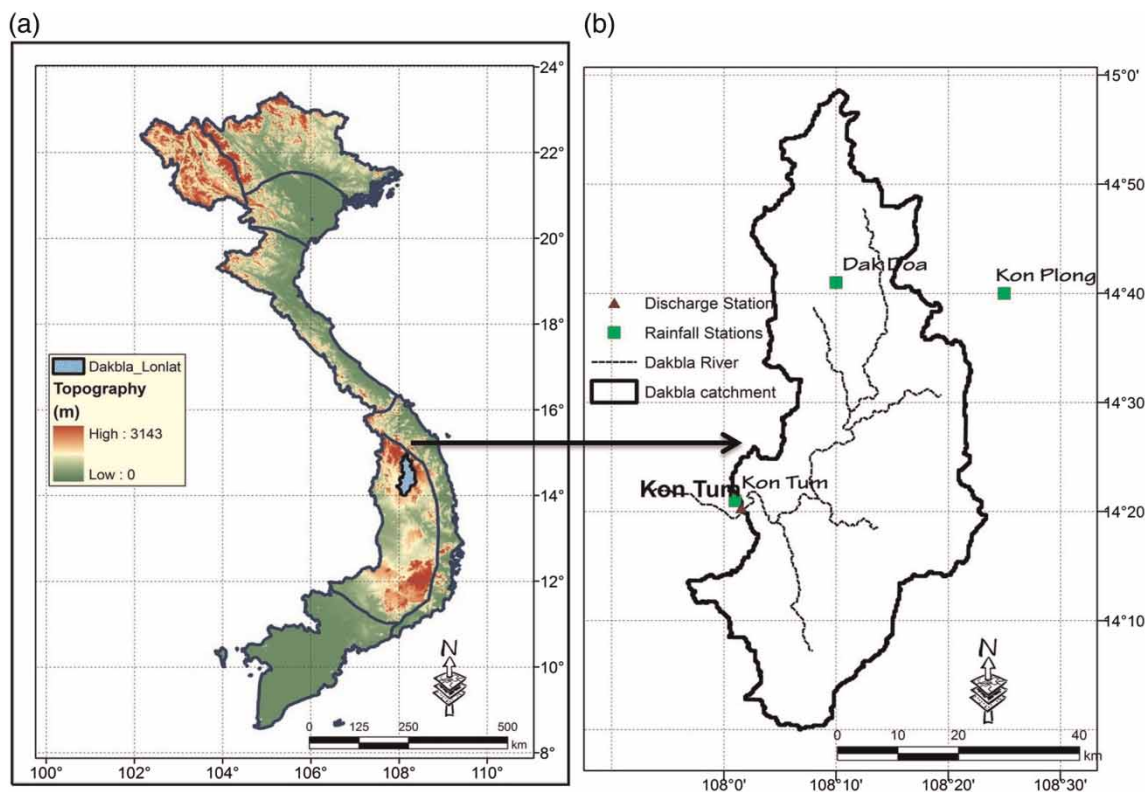 (a)
24°
22°
20°
18°
16°
14°
12°
10°
8°
100°
102°
104°
106°
108°
110°
Dakbla_Lonlat
Topography
(m)
High : 3143
Low : 0
N
0
125
250
500
km
(b)
15°0'
14°50'
14°40'
14°30'
14°20'
14°10'
108°0'
108°10'
108°20'
108°30'
Dak Doa
Kon Plong
Discharge Station
Rainfall Stations
Dakbla River
Dakbla catchment
Kon Tum
Kon Tum
N
0
10
20
40
km